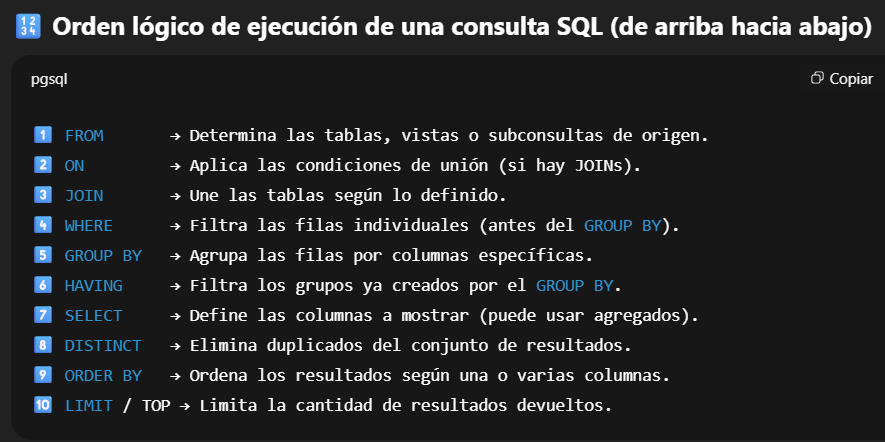 🔢 Orden lógico de ejecución de una consulta SQL (de arriba hacia abajo)
pgsql Copiar
1️⃣ FROM → Determina las tablas, vistas o subconsultas de origen.
2️⃣ ON → Aplica las condiciones de unión (si hay JOINs).
3️⃣ JOIN → Une las tablas según lo definido.
4️⃣ WHERE → Filtra las filas individuales (antes del GROUP BY).
5️⃣ GROUP BY → Agrupa las filas por columnas específicas.
6️⃣ HAVING → Filtra los grupos ya creados por el GROUP BY.
7️⃣ SELECT → Define las columnas a mostrar (puede usar agregados).
8️⃣ DISTINCT → Elimina duplicados del conjunto de resultados.
9️⃣ ORDER BY → Ordena los resultados según una o varias columnas.
🔟 LIMIT / TOP → Limita la cantidad de resultados devueltos.